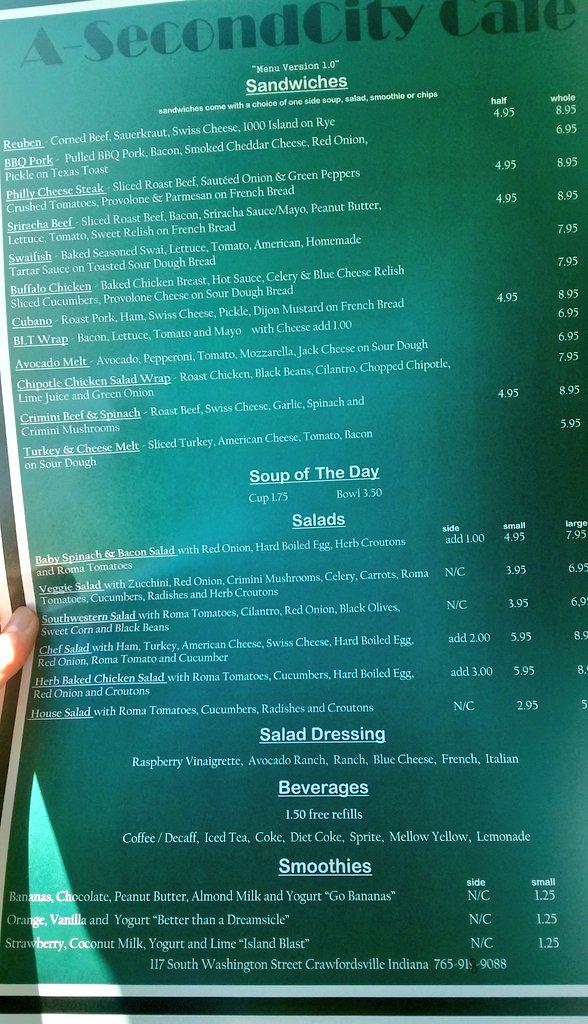 A-SecondCity Cafe
"Menu Version 1.0"
Sandwiches
sandwiches come with a choice of one side soup, salad, smoothie or chips
half whole
Reuben - Corned Beef, Sauerkraut, Swiss Cheese, 1000 Island on Rye 4.95 8.95
BBQ Pork - Pulled BBQ Pork, Bacon, Smoked Cheddar Cheese, Red Onion, 6.95
Pickle on Texas Toast
Philly Cheese Steak - Sliced Roast Beef, Sautéed Onion & Green Peppers 4.95 8.95
Crushed Tomatoes, Provolone & Parmesan on French Bread
Sriracha Beef - Sliced Roast Beef, Bacon, Sriracha Sauce/Mayo, Peanut Butter, 4.95 8.95
Lettuce, Tomato, Sweet Relish on French Bread
Swaifish - Baked Seasoned Swai, Lettuce, Tomato, American, Homemade 7.95
Tartar Sauce on Toasted Sour Dough Bread
Buffalo Chicken - Baked Chicken Breast, Hot Sauce, Celery & Blue Cheese Relish 7.95
Sliced Cucumbers, Provolone Cheese on Sour Dough Bread
Cubano - Roast Pork, Ham, Swiss Cheese, Pickle, Dijon Mustard on French Bread 4.95 8.95
BLT Wrap - Bacon, Lettuce, Tomato and Mayo with Cheese add 1.00 6.95
Avocado Melt - Avocado, Pepperoni, Tomato, Mozzarella, Jack Cheese on Sour Dough 6.95
Chipotle Chicken Salad Wrap - Roast Chicken, Black Beans, Cilantro, Chopped Chipotle, 7.95
Lime Juice and Green Onion
Crimini Beef & Spinach - Roast Beef, Swiss Cheese, Garlic, Spinach and 4.95 8.95
Crimini Mushrooms
Turkey & Cheese Melt - Sliced Turkey, American Cheese, Tomato, Bacon 5.95
on Sour Dough
Soup of The Day
Cup 1.75 Bowl 3.50
Salads
side small large
Baby Spinach & Bacon Salad with Red Onion, Hard Boiled Egg, Herb Croutons add 1.00 4.95 7.95
and Roma Tomatoes
Veggie Salad with Zucchini, Red Onion, Crimini Mushrooms, Celery, Carrots, Roma N/C 3.95 6.95
Tomatoes, Cucumbers, Radishes and Herb Croutons
Southwestern Salad with Roma Tomatoes, Cilantro, Red Onion, Black Olives, N/C 3.95 6.9
Sweet Corn and Black Beans
Chef Salad with Ham, Turkey, American Cheese, Swiss Cheese, Hard Boiled Egg, add 2.00 5.95 8.9
Red Onion, Roma Tomato and Cucumber
Herb Baked Chicken Salad with Roma Tomatoes, Cucumbers, Hard Boiled Egg, add 3.00 5.95 8.
Red Onion and Croutons
House Salad with Roma Tomatoes, Cucumbers, Radishes and Croutons N/C 2.95 5
Salad Dressing
Raspberry Vinaigrette, Avocado Ranch, Ranch, Blue Cheese, French, Italian
Beverages
1.50 free refills
Coffee / Decaff, Iced Tea, Coke, Diet Coke, Sprite, Mellow Yellow, Lemonade
Smoothies
side small
Bananas, Chocolate, Peanut Butter, Almond Milk and Yogurt "Go Bananas" N/C 1.25
Orange, Vanilla and Yogurt "Better than a Dreamsicle" N/C 1.25
Strawberry, Coconut Milk, Yogurt and Lime "Island Blast" N/C 1.25
117 South Washington Street Crawfordsville Indiana